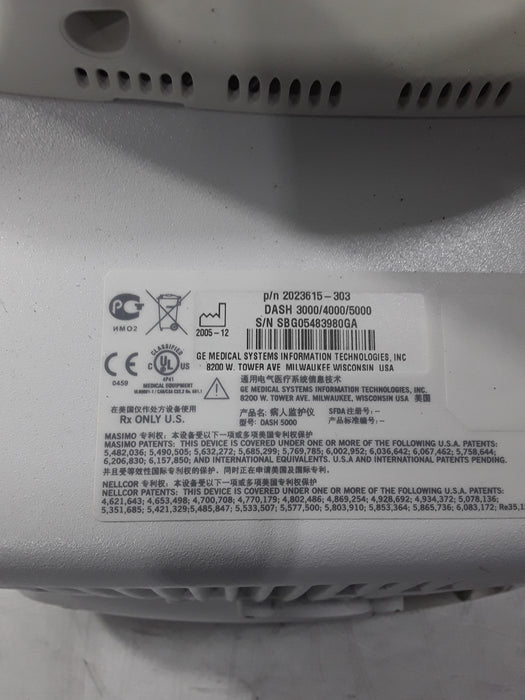 p/n 2023615-303
DASH 3000/4000/5000
S/N SBG05483980GA
2005-12
ИМО2
PG
CE
0459
CLASSIFIED
C UL US
4P41
MEDICAL EQUIPMENT
GE MEDICAL SYSTEMS INFORMATION TECHNOLOGIES, INC
8200 W. TOWER AVE MILWAUKEE WISCONSIN USA
通用电气医疗系统信息技术
GE MEDICAL SYSTEMS INFORMATION TECHNOLOGIES, INC.
8200 W. TOWER AVE. MILWAUKEE, WISCONSIN USA 美国
在美国仅作处方设备使用
Rx ONLY U.S.
产品: 病人监护仪 SFDA 注册号: --
型号: DASH 5000 产品标准编号: --
MASIMO 专利权: 本设备受以下一项或多项美国专利权保护
MASIMO PATENTS: THIS DEVICE IS COVERED UNDER ONE OR MORE OF THE FOLLOWING U.S.A. PATENTS:
5,482,036; 5,490,505; 5,632,272; 5,685,299; 5,769,785; 6,002,952; 6,036,642; 6,067,462; 5,758,644;
6,206,830; 6,157,850; AND INTERNATIONAL EQUIVALENTS. U.S.A AND INTERNATIONAL PATENTS PENDING.
并且受等效性国际专利权保护. 同时正在申请美国及国际专利.
NELLCOR 专利权: 本设备受以下一项或多项美国专利权保护
NELLCOR PATENTS: THIS DEVICE IS COVERED UNDER ONE OR MORE OF THE FOLLOWING U.S.A. PATENTS:
4,621,643; 4,653,498; 4,700,708; 4,770,179; 4,802,486; 4,869,254; 4,928,692; 4,934,372; 5,078,136;
5,351,685; 5,421,329;5,485,847; 5,533,507; 5,577,500; 5,803,910; 5,853,364; 5,865,736; 6,083,172; Re35,1